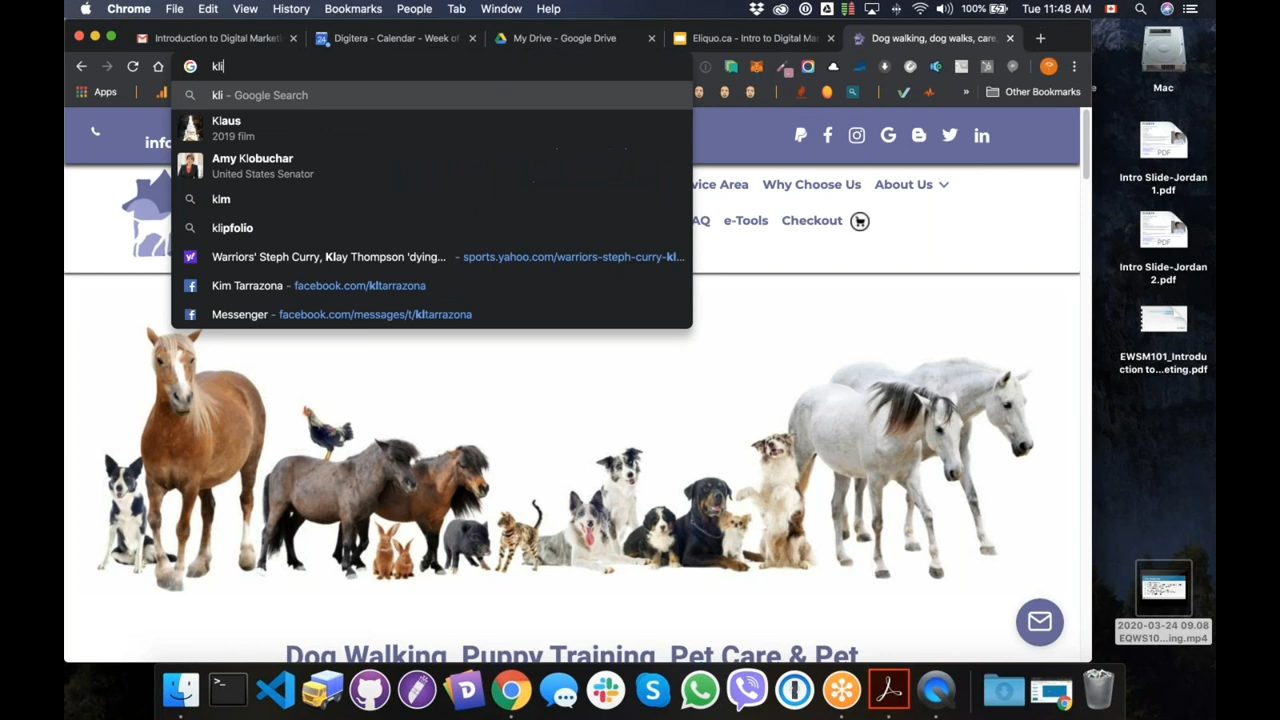 Chrome File Edit View History Bookmarks People Tab Window Help 100% Tue 11:48 AM
Introduction to Digital Market
Digitera - Calendar - Week of
My Drive - Google Drive
Eliquo.ca - Intro to Digital Mar
Dog walking, dog walks, care,
kli
Apps
Other Bookmarks
kli - Google Search
Klaus
2019 film
Amy Klobuchar
United States Senator
klm
klipfolio
Warriors' Steph Curry, Klay Thompson 'dying... - sports.yahoo.com/warriors-steph-curry-kl...
Kim Tarrazona - facebook.com/kltarrazona
Messenger - facebook.com/messages/t/kltarrazona
info
vice Area Why Choose Us About Us
AQ e-Tools Checkout
Dog Walking, Puppy Training, Pet Care & Pet
Mac
PDF
Intro Slide-Jordan
1.pdf
PDF
Intro Slide-Jordan
2.pdf
EWSM101_Introdu
ction to...eting.pdf
2020-03-24 09.08
EQWS10...ing.mp4